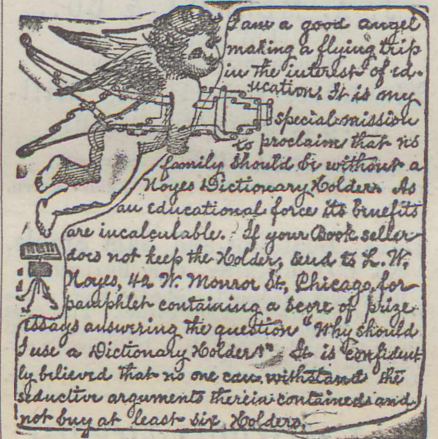 I am a good angel
making a flying trip
in the interest of ed-
ucation. It is my
special mission
to proclaim that no
family should be without a
Noyes Dictionary Holder. As
an educational force its benefits
are incalculable. If your Book seller
does not keep the Holder, send to L. W.
Noyes, 42 W. Monroe St, Chicago, for
pamphlet containing a score of prize
essays answering the question "Why should
I use a Dictionary Holder?" It is confident
ly believed that no one can withstand the
seductive arguments therein contained and
not buy at least six Holders.